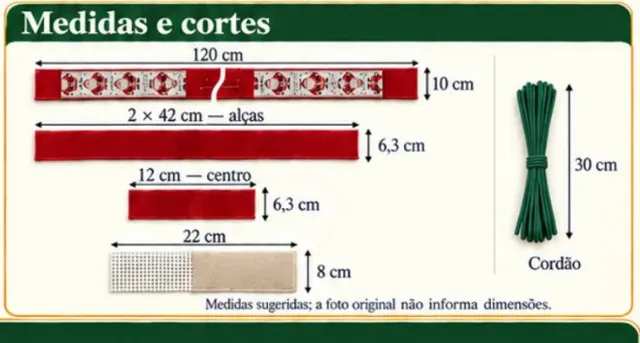 Medidas e cortes
120 cm
10 cm
2 × 42 cm — alças
6,3 cm
12 cm — centro
6,3 cm
22 cm
8 cm
30 cm
Cordão
Medidas sugeridas; a foto original não informa dimensões.